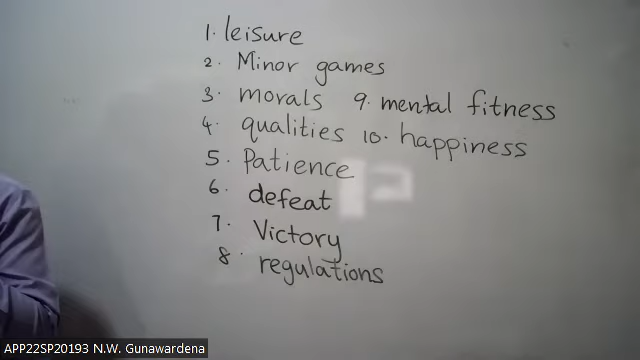 1. leisure
2. Minor games
3. morals 9. mental fitness
4. qualities 10. happiness
5. Patience
6. defeat
7. Victory
8. regulations
APP22SP20193 N.W. Gunawardena